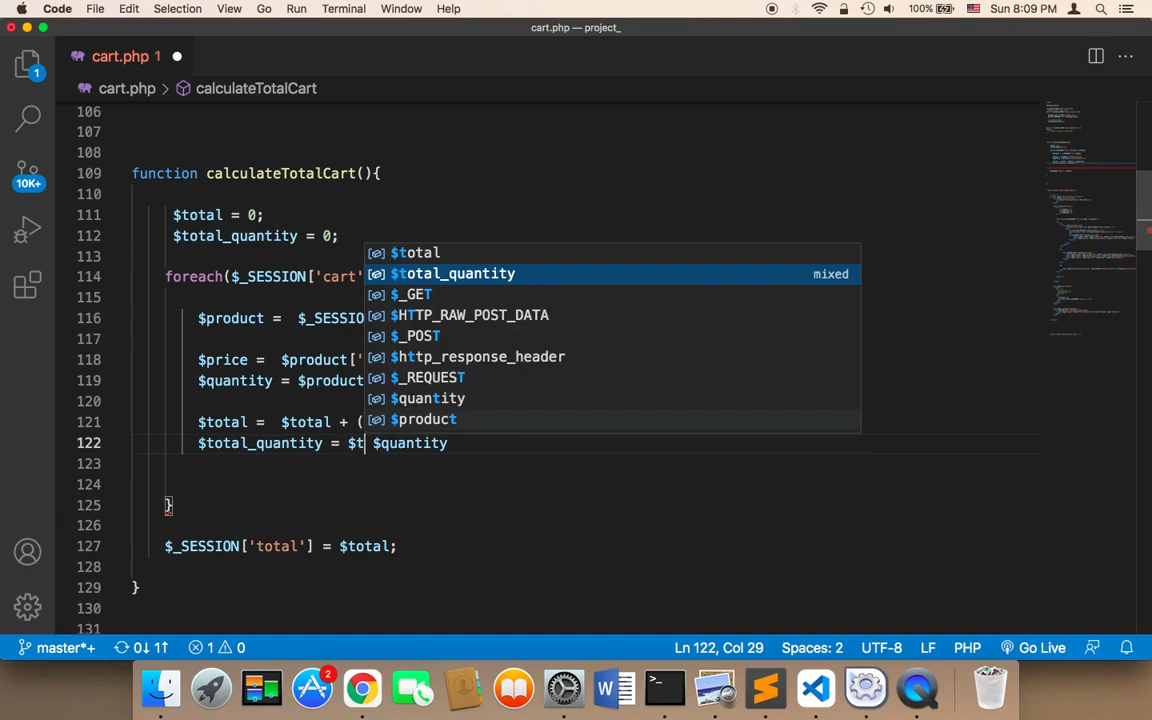 Code File Edit Selection View Go Run Terminal Window Help 100% Sun 8:09 PM
cart.php — project_
cart.php 1
cart.php > calculateTotalCart
1
10K+
106
107
108
109 function calculateTotalCart(){
110
111 $total = 0;
112 $total_quantity = 0;
113
114 foreach($_SESSION['cart'
115
116 $product = $_SESSIO
117
118 $price = $product['
119 $quantity = $product
120
121 $total = $total + (
122 $total_quantity = $t $quantity
123
124
125 }
126
127 $_SESSION['total'] = $total;
128
129 }
130
131
$total
$total_quantity mixed
$_GET
$HTTP_RAW_POST_DATA
$_POST
$http_response_header
$_REQUEST
$quantity
$product
master*+ 0↓ 1↑ 1 0 Ln 122, Col 29 Spaces: 2 UTF-8 LF PHP Go Live
2